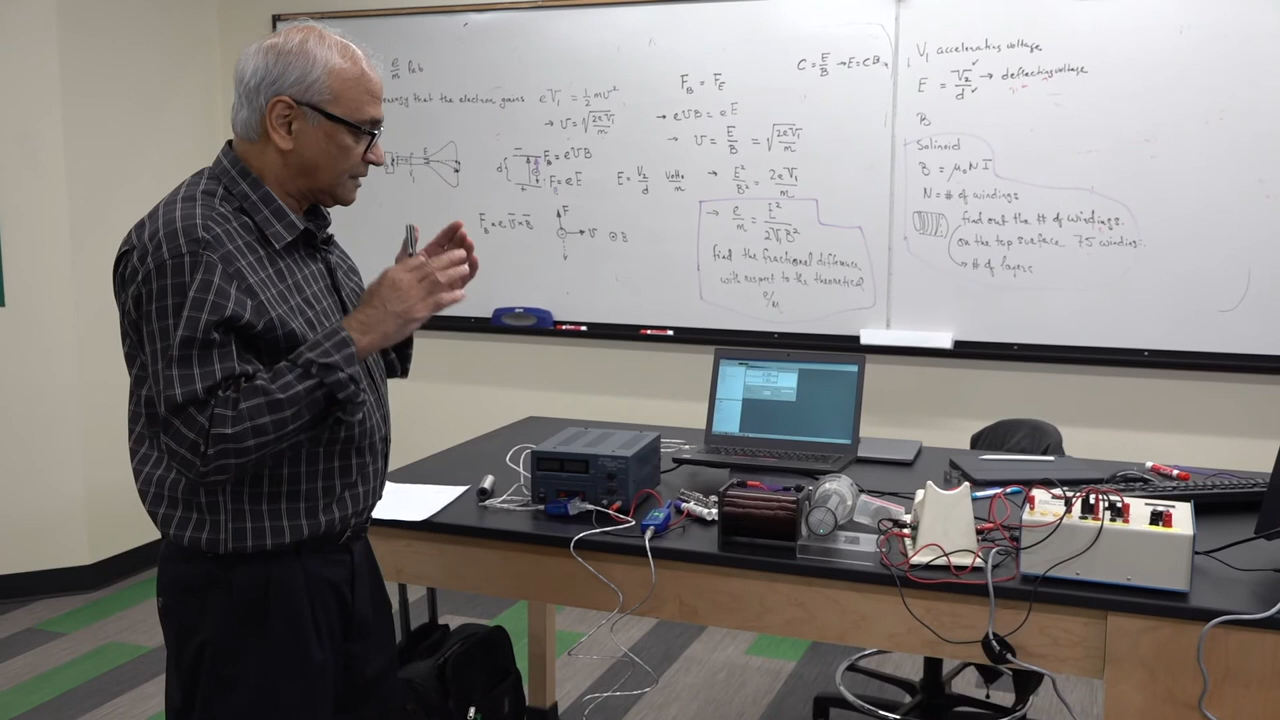 e/m Lab
that the electron gains eV₁ = ½mv²
→ v = √(2eV₁/m)
F_B = evB
F_E = eE
d
E = V₂/d volts/m
F_B = e v̄ x B̄
F
v
⊙ B
F_B = F_E
→ evB = eE
→ v = E/B = √(2eV₁/m)
→ E²/B² = 2eV₁/m
→ e/m = E²/2V₁B²
find the fractional difference
with respect to the theoretical
e/m
C = E/B → E = CB
V₁ accelerating voltage
E = V₂/d → deflecting voltage
B
Solinoid
B = μ₀NI
N = # of windings
find out the # of windings.
on the top surface 75 windings
→ # of layers